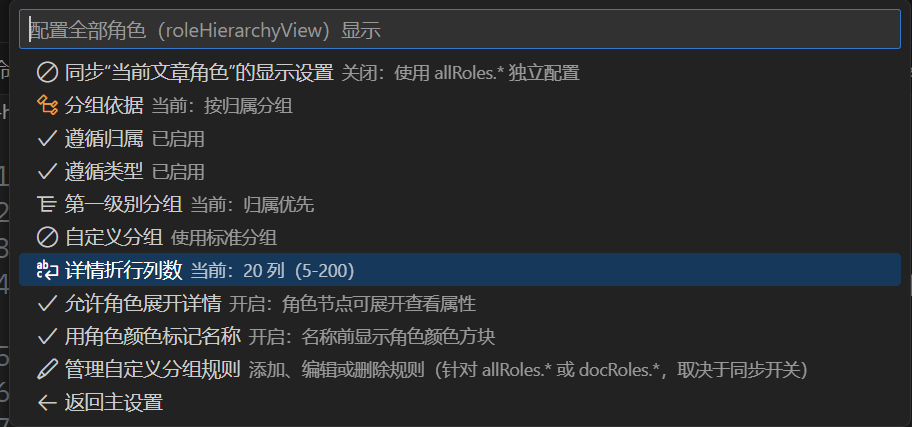 配置全部角色（roleHierarchyView）显示
同步“当前文章角色”的显示设置 关闭：使用 allRoles.* 独立配置
分组依据 当前：按归属分组
遵循归属 已启用
遵循类型 已启用
第一级别分组 当前：归属优先
自定义分组 使用标准分组
详情折行列数 当前：20 列（5-200）
允许角色展开详情 开启：角色节点可展开查看属性
用角色颜色标记名称 开启：名称前显示角色颜色方块
管理自定义分组规则 添加、编辑或删除规则（针对 allRoles.* 或 docRoles.*，取决于同步开关）
返回主设置